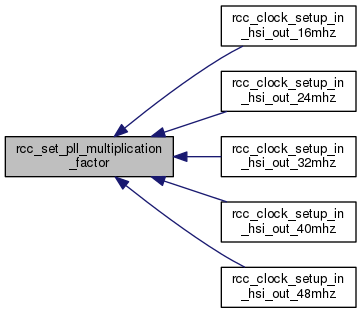 rcc_clock_setup_in
_hsi_out_16mhz
rcc_clock_setup_in
_hsi_out_24mhz
rcc_set_pll_multiplication
_factor
rcc_clock_setup_in
_hsi_out_32mhz
rcc_clock_setup_in
_hsi_out_40mhz
rcc_clock_setup_in
_hsi_out_48mhz